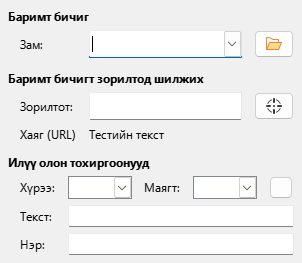 Баримт бичиг
Зам:
Баримт бичигт зорилтод шилжих
Зорилтот:
Хаяг (URL) Тестийн текст
Илүү олон тохиргоонууд
Хүрээ: Маягт:
Текст:
Нэр: